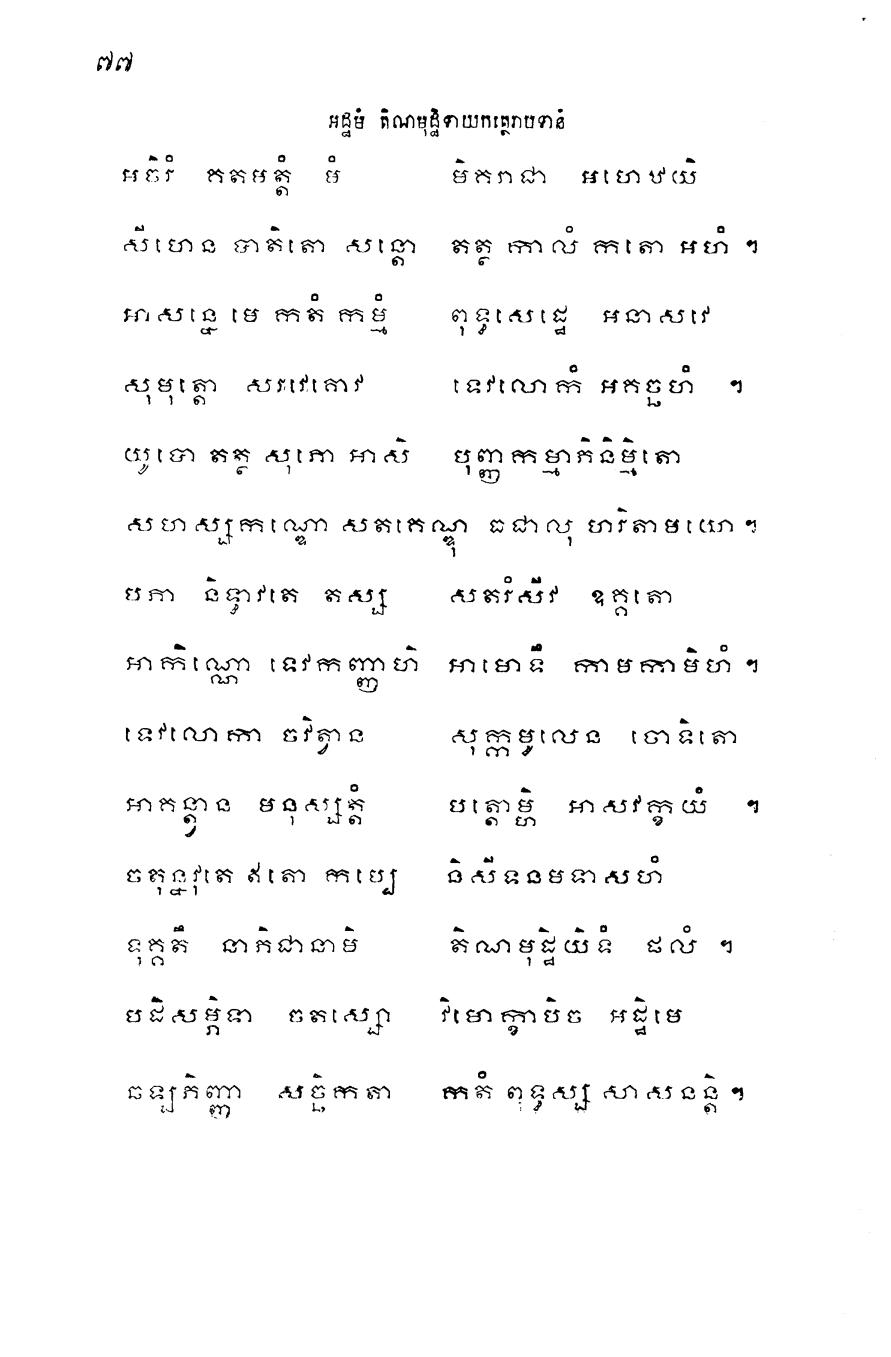 ៧៧
អដ្ឋមំ តិណមុដ្ឋិទាយកត្ថេរាបទានំ
អចិរំ គតមត្តំ មំ មិគរាជា អហេឋយិ
សីហេន ឃាតិតោ សន្តោ តត្ថ កាលំ កតោ អហំ ។
អាសន្នេ មេ កតំ កម្មំ ពុទ្ធសេដ្ឋេ អនាសវេ
សុមុត្តោ សរវេគោវ ទេវលោកំ អគច្ឆហំ ។
យូបោ តត្ថ សុភោ អាសិ បុញ្ញកម្មាភិនិម្មិតោ
សហស្សកណ្ឌោ សតភេណ្ឌុ ធជាលុ ហរិតាមយោ ។
បភា និទ្ធាវតេ តស្ស សតរំសីវ ឧគ្គតោ
អាកិណ្ណោ ទេវកញ្ញាហិ អាមោទឹ កាមកាមិហំ ។
ទេវលោកា ចវិត្វាន សុក្កមូលេន ចោទិតោ
អាគន្ត្វាន មនុស្សត្តំ បត្តោម្ហិ អាសវក្ខយំ ។
ចតុន្នវុតេ ឥតោ កប្បេ និសីទនមទាសហំ
ទុគ្គតឹ នាភិជានាមិ តិណមុដ្ឋិយិទំ ផលំ ។
បដិសម្ភិទា ចតស្សោ វិមោក្ខាបិច អដ្ឋិមេ
ឆឡភិញ្ញា សច្ឆិកតា កតំ ពុទ្ធស្ស សាសនន្តិ ។